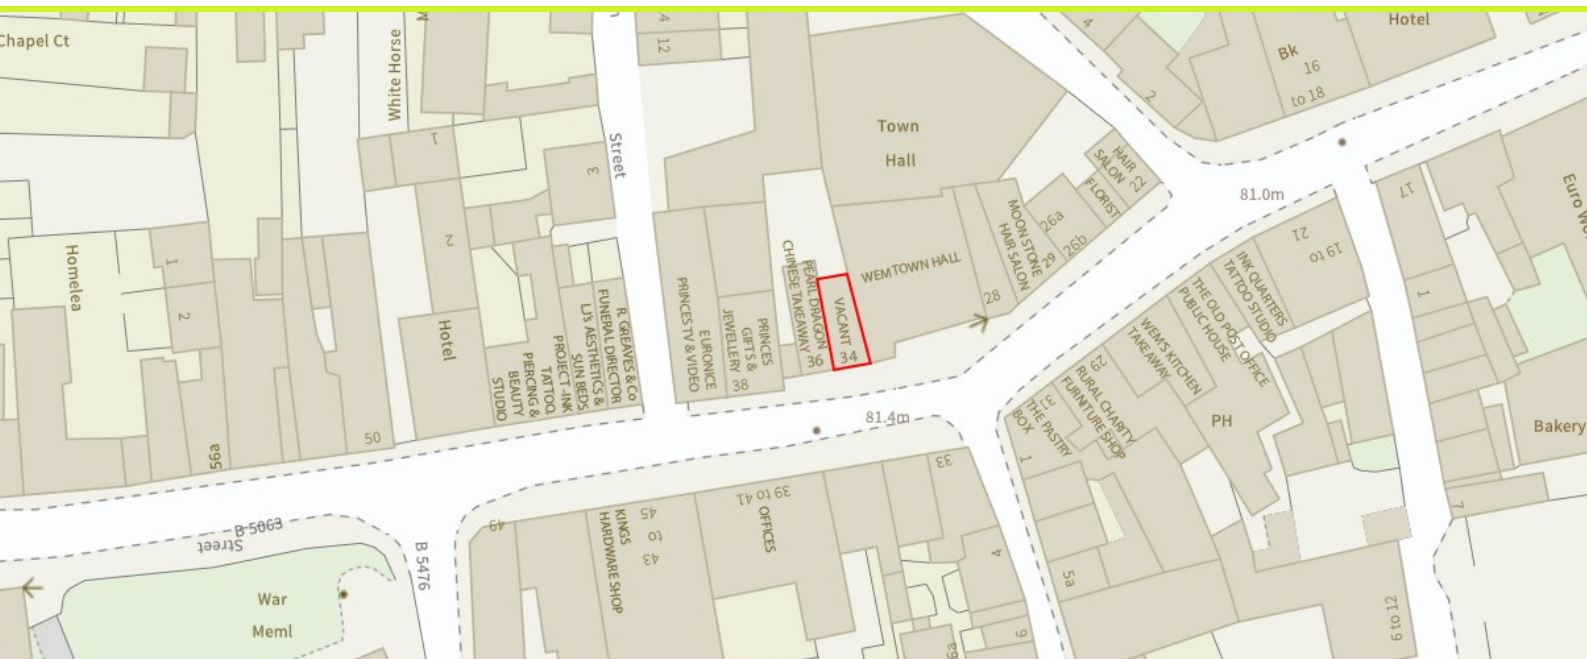 Chapel Ct
White Horse
12
Hotel
4
2
Bk
16
to 18
Town
Hall
Street
1
3
2
HAIR
SALON
22
FLORIST
26a
26b
29
MOON STONE
HAIR SALON
28
WEMTOWN HALL
81.0m
17
Euro
Homelea
1
2
Hotel
50
56a
STUDIO
BEAUTY
PIERCING &
TATTOO,
PROJECT -INK
SUN BEDS
LJ's AESTHETICS &
FUNERAL DIRECTOR
R. GREAVES & Co
PRINCES TV & VIDEO
EURONICE
JEWELLERY
GIFTS &
PRINCES
38
CHINESE TAKEAWAY
PEARL DRAGON
36
VACANT
34
81.4m
21
19 to
INK QUARTERS
TATTOO STUDIO
THE OLD POST OFFICE
PUBLIC HOUSE
WEM'S KITCHEN
TAKEAWAY
29
RURAL CHARITY
FURNITURE SHOP
31
THE PASTRY
BOX
1
PH
1
Bakery
7
B 5063
Street
B 5476
War
Meml
49
KINGS
HARDWARE SHOP
45
to
43
39 to 41
OFFICES
33
4
6
6a
5a
6 to 12